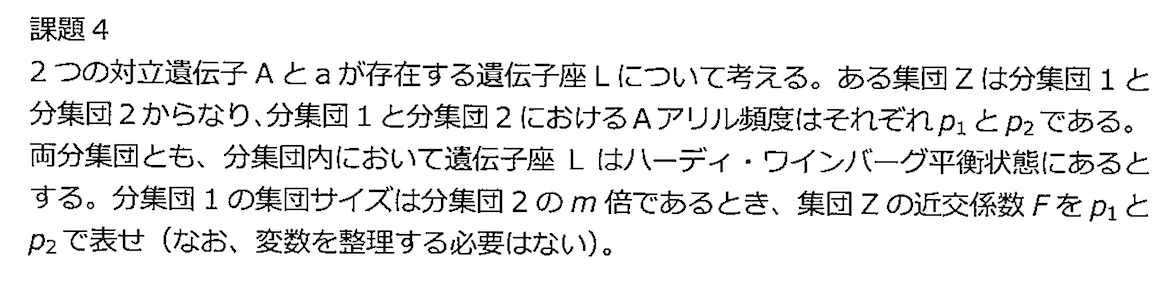 課題４
２つの対立遺伝子 A と a が存在する遺伝子座 L について考える。ある集団 Z は分集団 1 と
分集団 2 からなり、分集団 1 と分集団 2 における A アリル頻度はそれぞれ p₁ と p₂ である。
両分集団とも、分集団内において遺伝子座 L はハーディ・ワインバーグ平衡状態にあると
する。分集団 1 の集団サイズは分集団 2 の m 倍であるとき、集団 Z の近交係数 F を p₁ と
p₂ で表せ（なお、変数を整理する必要はない）。